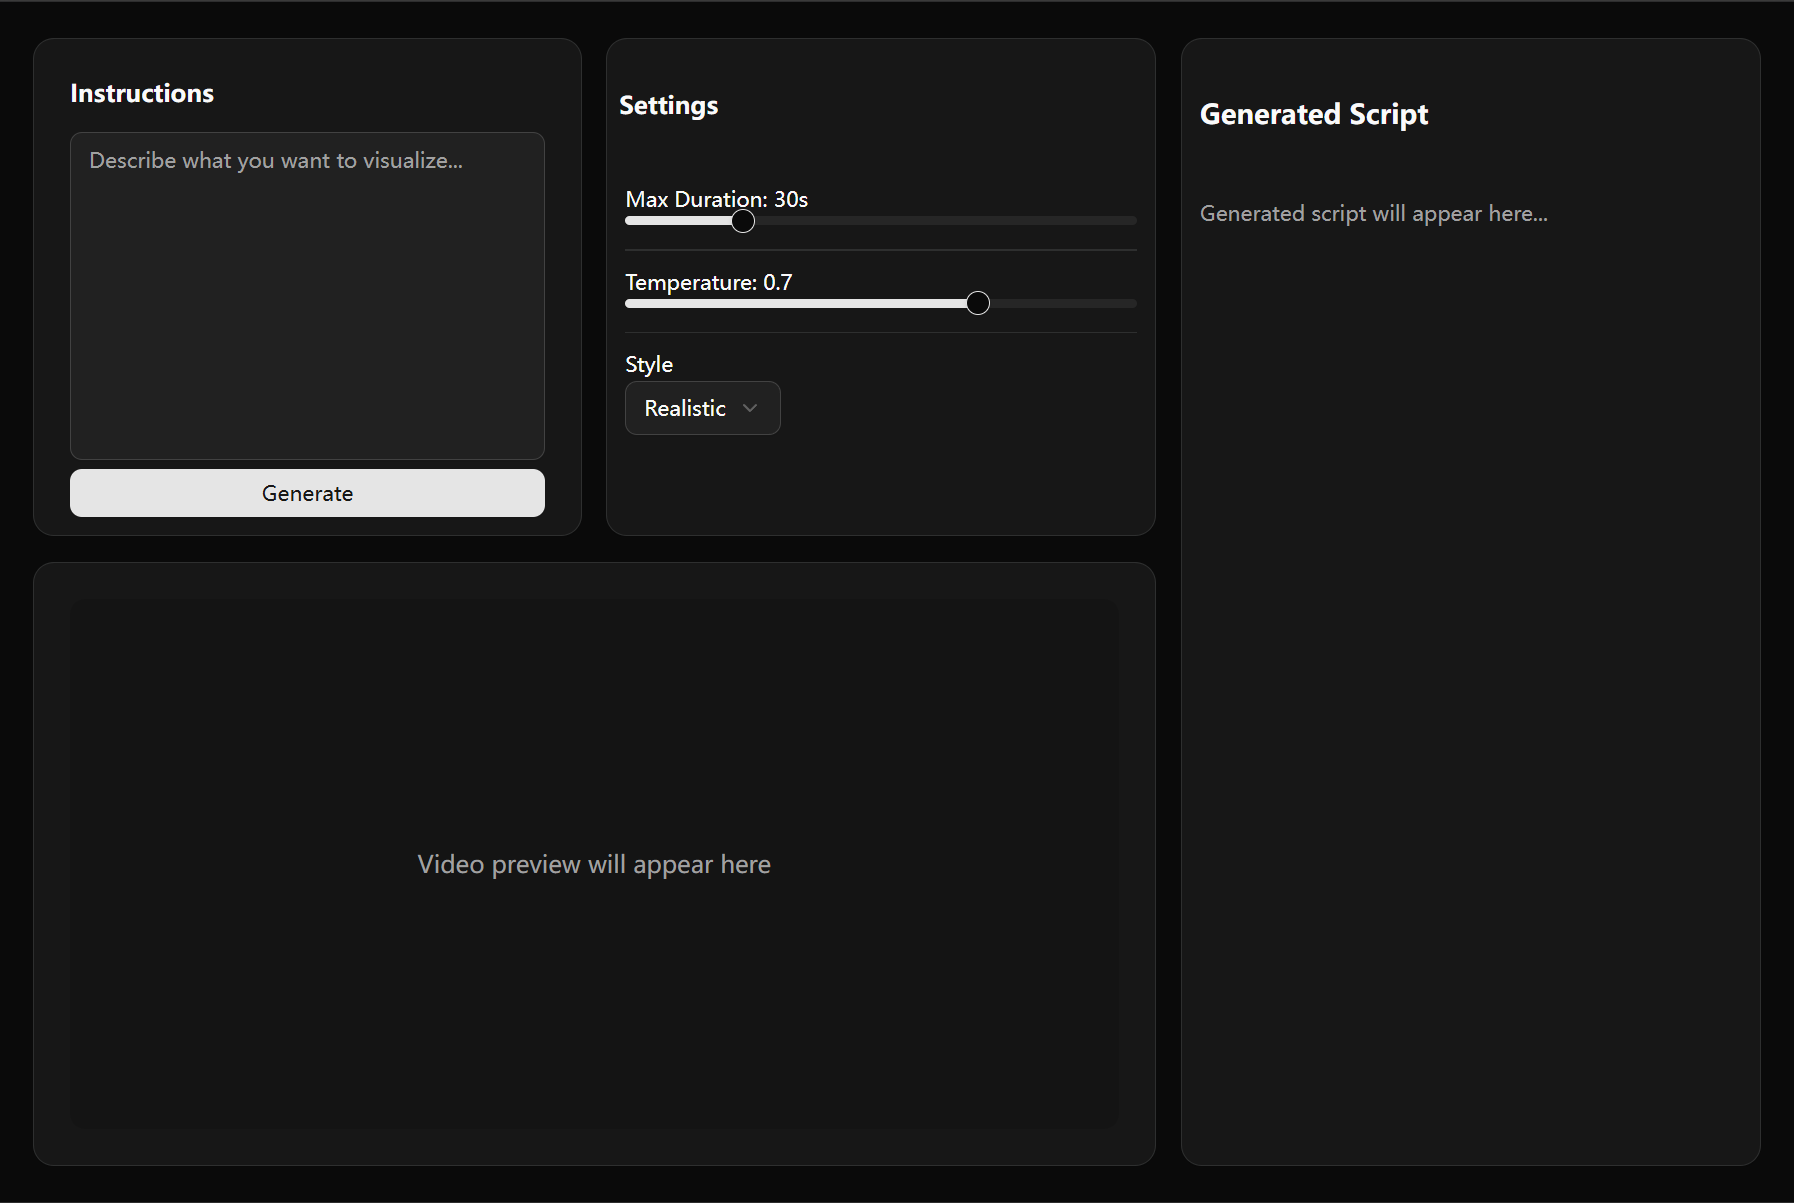 Instructions
Describe what you want to visualize...
Generate
Settings
Max Duration: 30s
Temperature: 0.7
Style
Realistic
Generated Script
Generated script will appear here...
Video preview will appear here